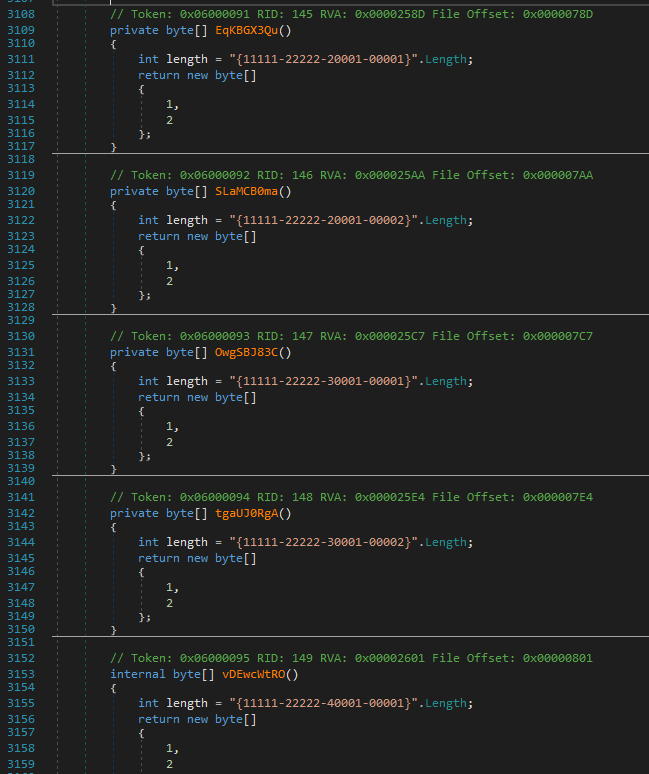 3108 // Token: 0x06000091 RID: 145 RVA: 0x0000258D File Offset: 0x0000078D
3109 private byte[] EqKBGX3Qu()
3110 {
3111 int length = "{11111-22222-20001-00001}".Length;
3112 return new byte[]
3113 {
3114 1,
3115 2
3116 };
3117 }
3118
3119 // Token: 0x06000092 RID: 146 RVA: 0x000025AA File Offset: 0x000007AA
3120 private byte[] SLaMCB0ma()
3121 {
3122 int length = "{11111-22222-20001-00002}".Length;
3123 return new byte[]
3124 {
3125 1,
3126 2
3127 };
3128 }
3129
3130 // Token: 0x06000093 RID: 147 RVA: 0x000025C7 File Offset: 0x000007C7
3131 private byte[] OwgSBJ83C()
3132 {
3133 int length = "{11111-22222-30001-00001}".Length;
3134 return new byte[]
3135 {
3136 1,
3137 2
3138 };
3139 }
3140
3141 // Token: 0x06000094 RID: 148 RVA: 0x000025E4 File Offset: 0x000007E4
3142 private byte[] tgaUJ0RgA()
3143 {
3144 int length = "{11111-22222-30001-00002}".Length;
3145 return new byte[]
3146 {
3147 1,
3148 2
3149 };
3150 }
3151
3152 // Token: 0x06000095 RID: 149 RVA: 0x00002601 File Offset: 0x00000801
3153 internal byte[] vDEwcWtRO()
3154 {
3155 int length = "{11111-22222-40001-00001}".Length;
3156 return new byte[]
3157 {
3158 1,
3159 2